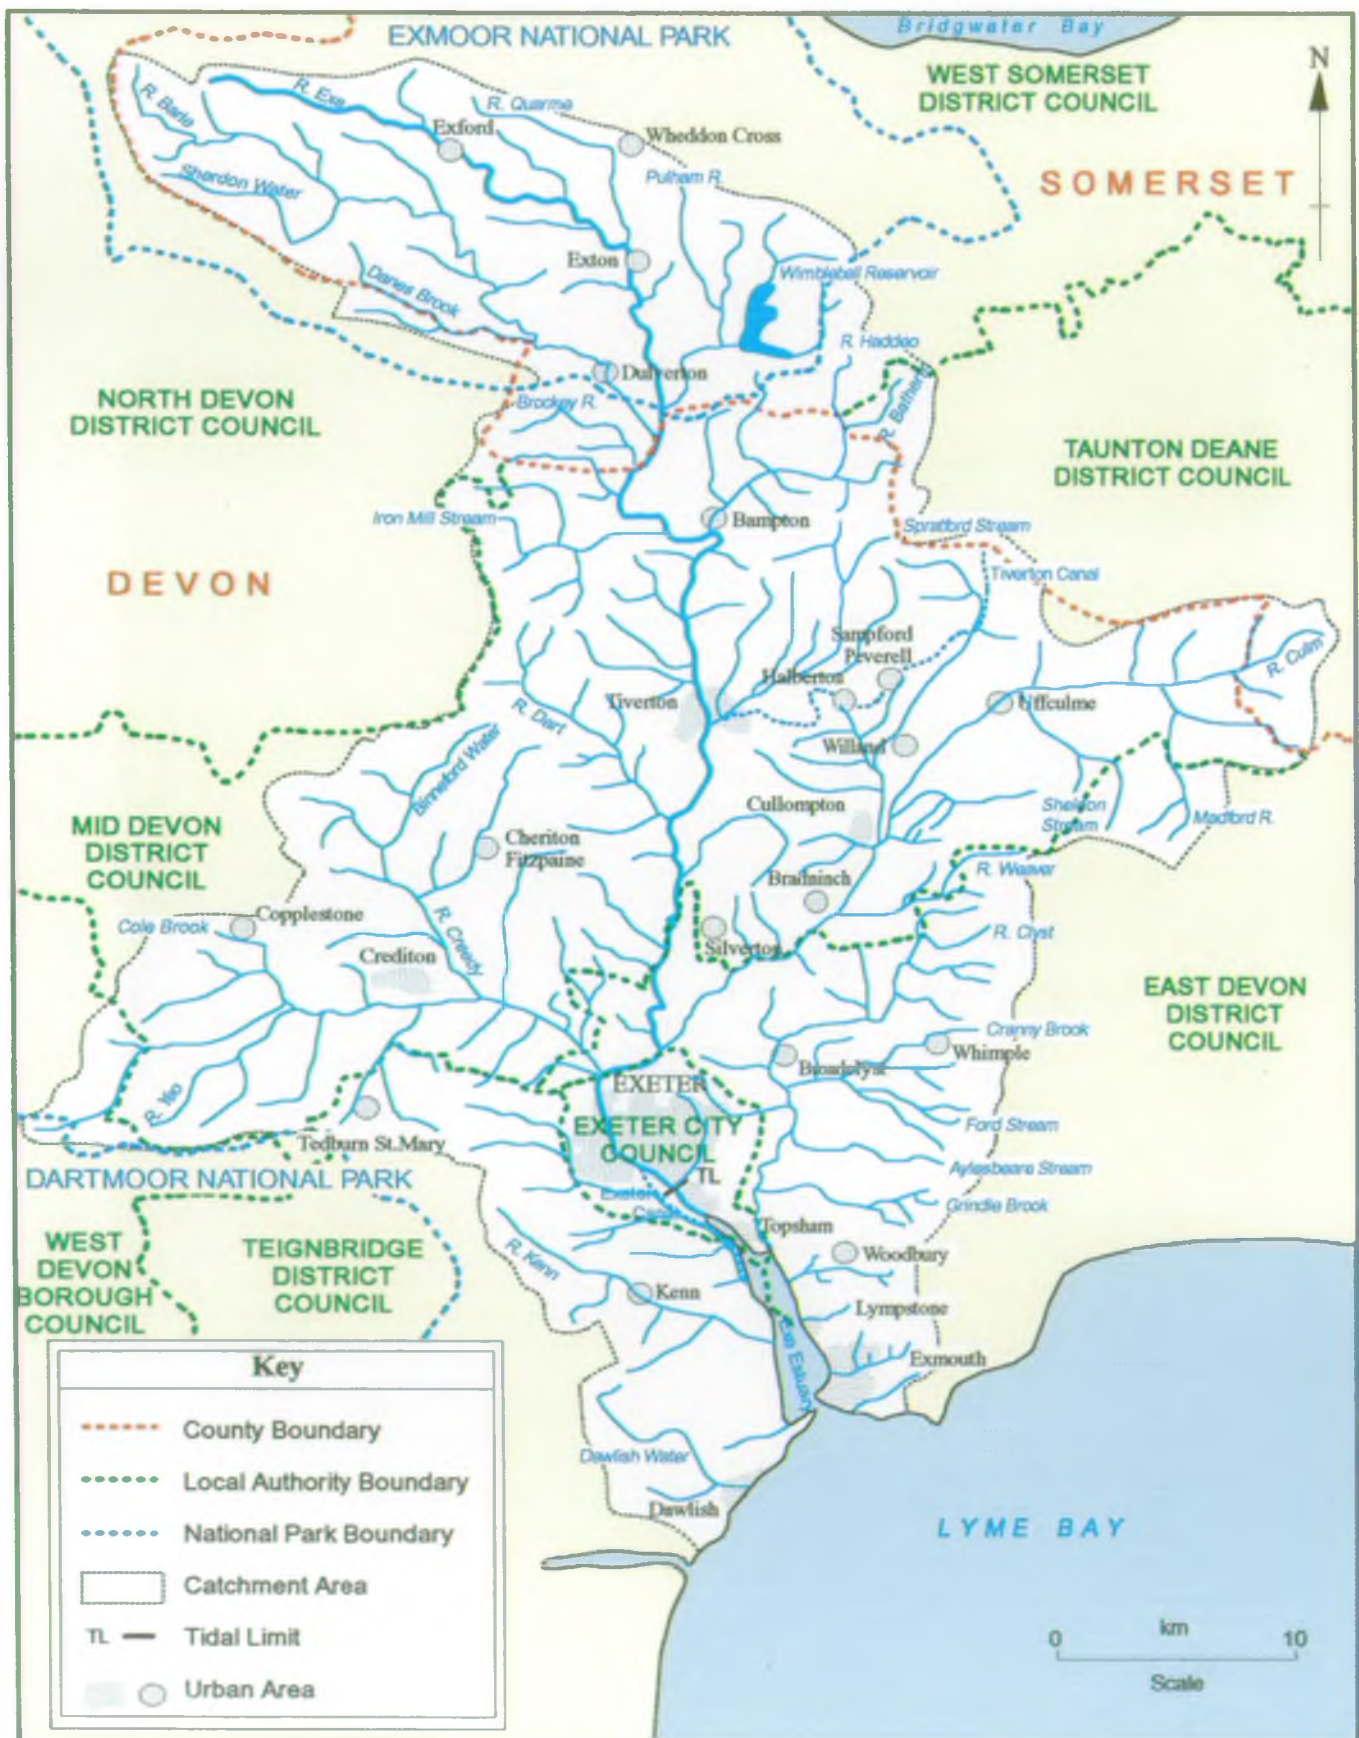 EXMOOR NATIONAL PARK
Bridgwater Bay
WEST SOMERSET
DISTRICT COUNCIL
N
R. Barle
R. Exe
R. Quarme
Exford
Wheddon Cross
Pulham R.
Sherdon Water
SOMERSET
Exton
Danes Brook
Wimbleball Reservoir
R. Haddeo
Dulverton
Brockey R.
R. Batherm
NORTH DEVON
DISTRICT COUNCIL
TAUNTON DEANE
DISTRICT COUNCIL
Iron Mill Stream
Bampton
Spratford Stream
Tiverton Canal
DEVON
Sampford
Peverell
Halberton
R. Culm
Tiverton
R. Dart
Uffculme
Willand
Binneford Water
Cullompton
Sheldon
Stream
Madford R.
MID DEVON
DISTRICT
COUNCIL
Cheriton
Fitzpaine
R. Weaver
Bradninch
Copplestone
Cole Brook
R. Creedy
Crediton
Silverton
R. Clyst
EAST DEVON
DISTRICT
COUNCIL
Cranny Brook
Whimple
Broadclyst
R. Yeo
EXETER
EXETER CITY
COUNCIL
Ford Stream
Tedburn St.Mary
DARTMOOR NATIONAL PARK
TL
Aylesbeare Stream
Exeter
Canal
Grindle Brook
Topsham
WEST
DEVON
BOROUGH
COUNCIL
TEIGNBRIDGE
DISTRICT
COUNCIL
R. Kenn
Woodbury
Kenn
Lympstone
Exe Estuary
Exmouth
Dawlish Water
Dawlish
LYME BAY
Key
County Boundary
Local Authority Boundary
National Park Boundary
Catchment Area
TL
Tidal Limit
Urban Area
km
0
10
Scale